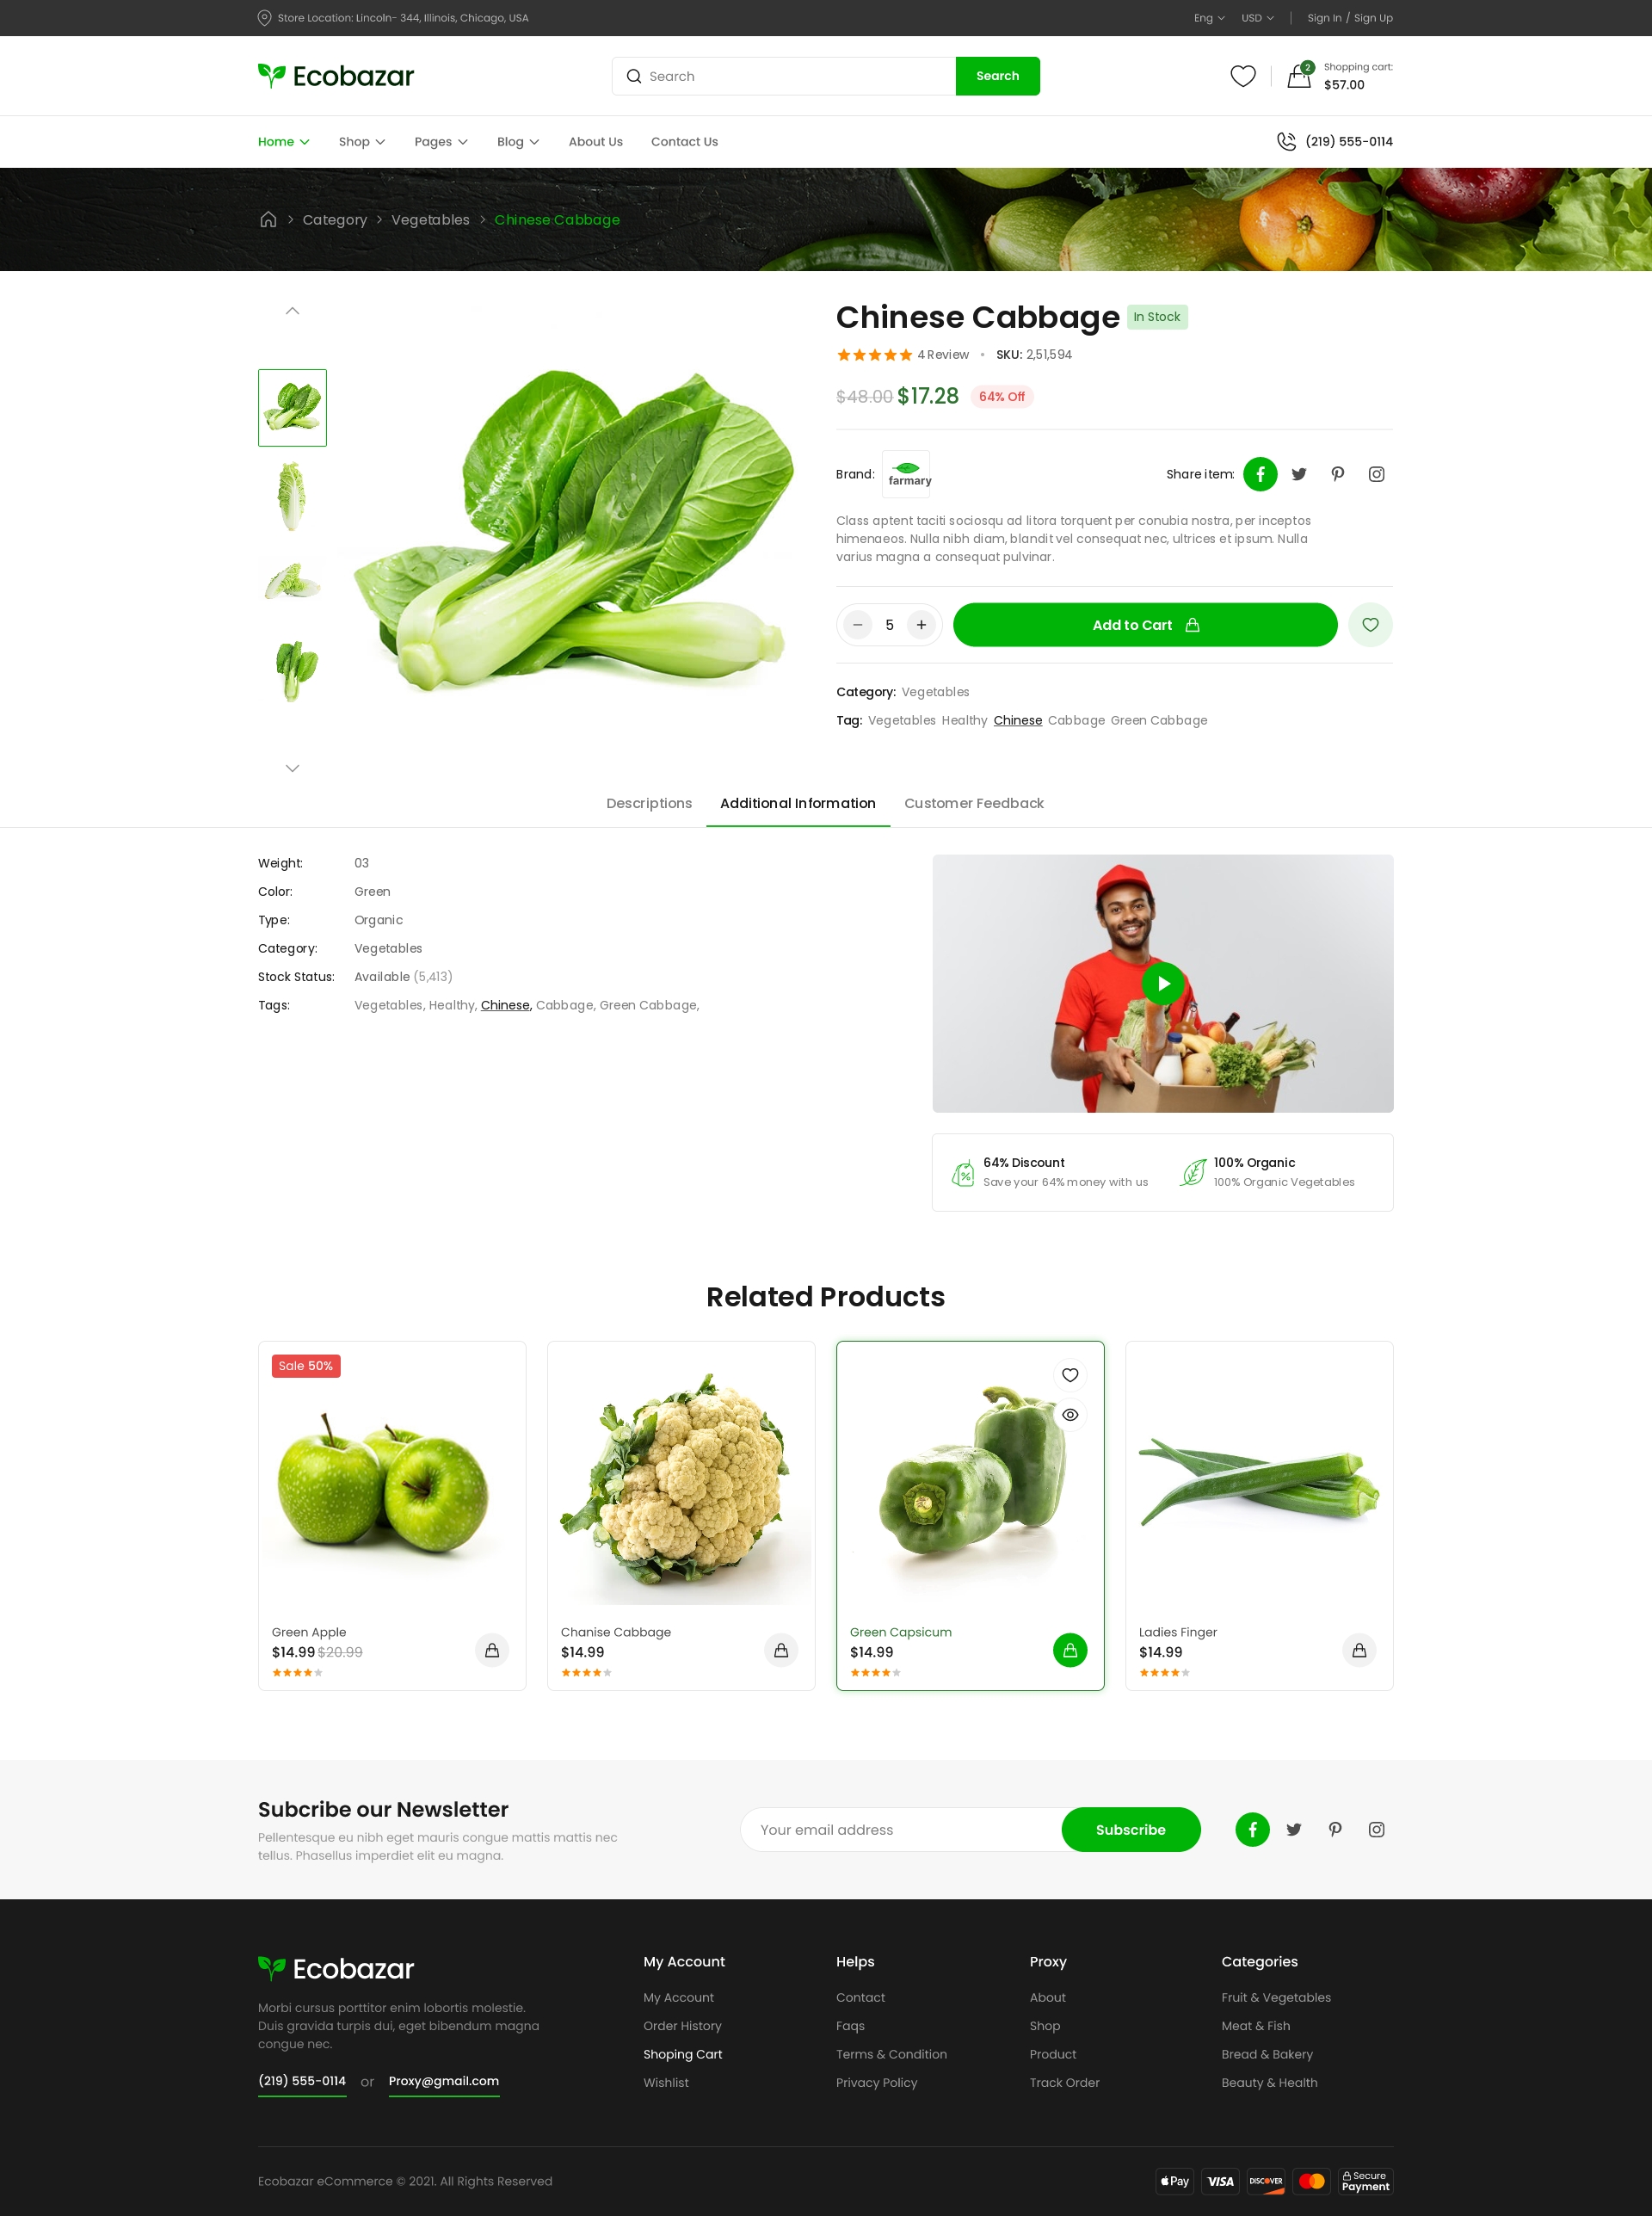 Store Location: Lincoln- 344, Illinois, Chicago, USA
Eng
USD
Sign In / Sign Up
Ecobazar
Search
Search
2
Shopping cart:
$57.00
Home
Shop
Pages
Blog
About Us
Contact Us
(219) 555-0114
Category
Vegetables
Chinese Cabbage
Chinese Cabbage
In Stock
4 Review
•
SKU: 2,51,594
$48.00 $17.28
64% Off
Brand:
farmary
Share item:
Class aptent taciti sociosqu ad litora torquent per conubia nostra, per inceptos
himenaeos. Nulla nibh diam, blandit vel consequat nec, ultrices et ipsum. Nulla
varius magna a consequat pulvinar.
5
Add to Cart
Category: Vegetables
Tag: Vegetables Healthy Chinese Cabbage Green Cabbage
Descriptions
Additional Information
Customer Feedback
Weight: 03
Color: Green
Type: Organic
Category: Vegetables
Stock Status: Available (5,413)
Tags: Vegetables, Healthy, Chinese, Cabbage, Green Cabbage,
64% Discount
Save your 64% money with us
100% Organic
100% Organic Vegetables
Related Products
Sale 50%
Green Apple
$14.99 $20.99
Chanise Cabbage
$14.99
Green Capsicum
$14.99
Ladies Finger
$14.99
Subcribe our Newsletter
Pellentesque eu nibh eget mauris congue mattis mattis nec
tellus. Phasellus imperdiet elit eu magna.
Your email address
Subscribe
Ecobazar
Morbi cursus porttitor enim lobortis molestie.
Duis gravida turpis dui, eget bibendum magna
congue nec.
(219) 555-0114 or Proxy@gmail.com
My Account
My Account
Order History
Shoping Cart
Wishlist
Helps
Contact
Faqs
Terms & Condition
Privacy Policy
Proxy
About
Shop
Product
Track Order
Categories
Fruit & Vegetables
Meat & Fish
Bread & Bakery
Beauty & Health
Ecobazar eCommerce © 2021. All Rights Reserved
Pay
VISA
DISCOVER
Secure
Payment